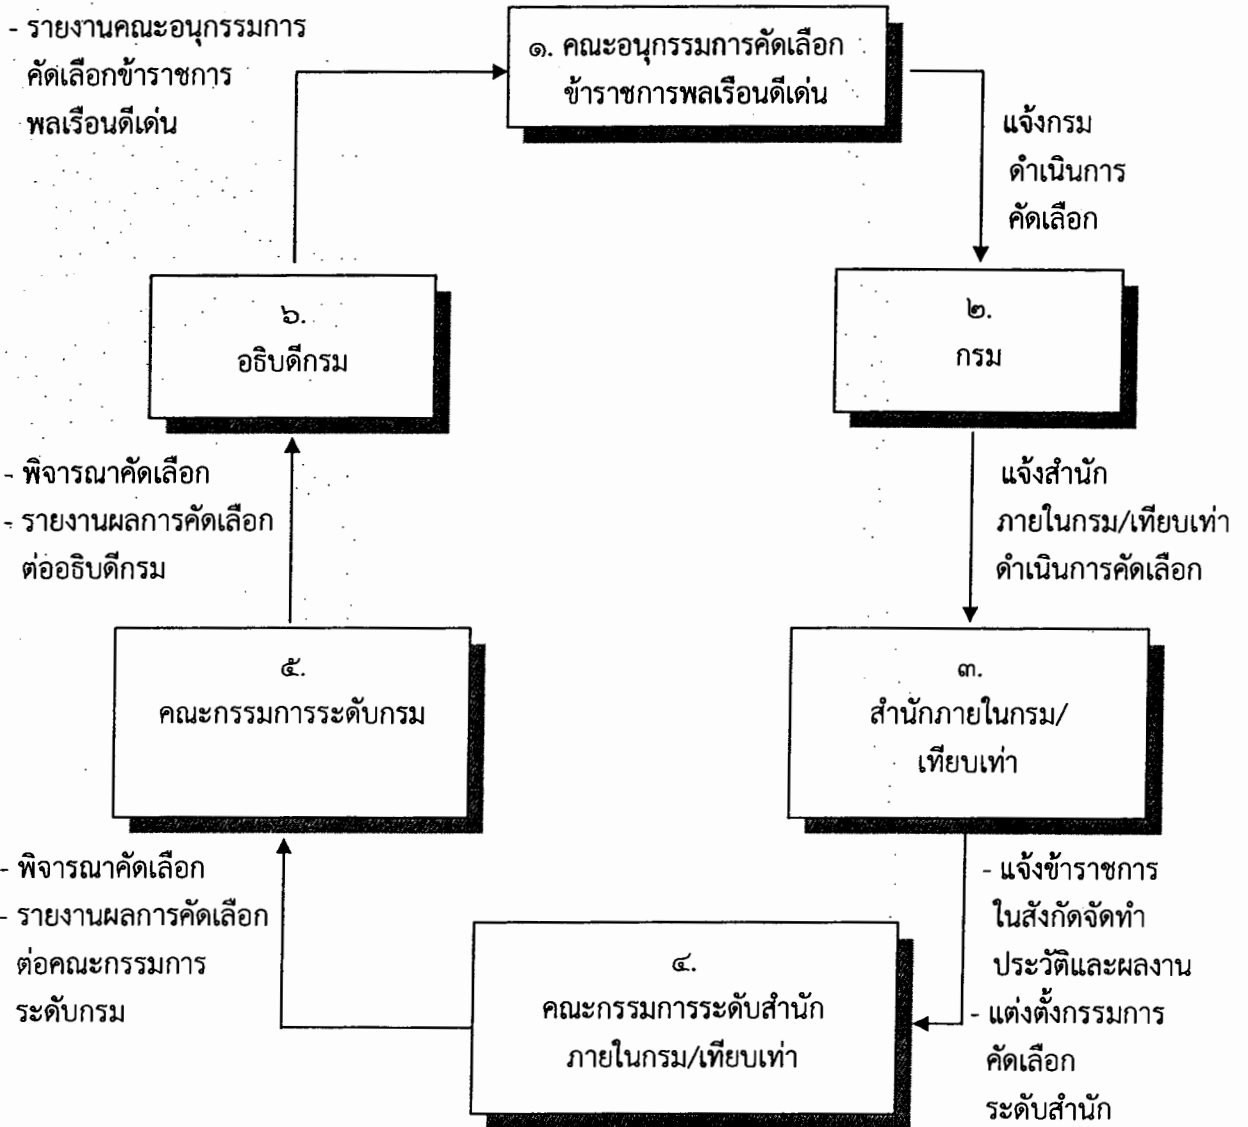 - รายงานคณะอนุกรรมการ
คัดเลือกข้าราชการ
พลเรือนดีเด่น
๑. คณะอนุกรรมการคัดเลือก
ข้าราชการพลเรือนดีเด่น
แจ้งกรม
ดำเนินการ
คัดเลือก
๖.
อธิบดีกรม
๒.
กรม
- พิจารณาคัดเลือก
- รายงานผลการคัดเลือก
ต่ออธิบดีกรม
แจ้งสำนัก
ภายในกรม/เทียบเท่า
ดำเนินการคัดเลือก
๕.
คณะกรรมการระดับกรม
๓.
สำนักภายในกรม/
เทียบเท่า
- พิจารณาคัดเลือก
- รายงานผลการคัดเลือก
ต่อคณะกรรมการ
ระดับกรม
๔.
คณะกรรมการระดับสำนัก
ภายในกรม/เทียบเท่า
- แจ้งข้าราชการ
ในสังกัดจัดทำ
ประวัติและผลงาน
- แต่งตั้งกรรมการ
คัดเลือก
ระดับสำนัก